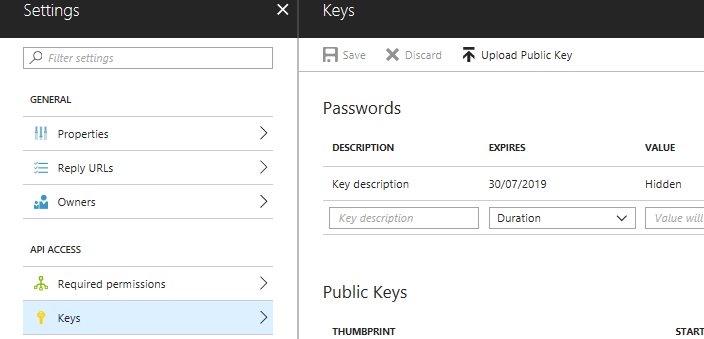 Settings
Filter settings
GENERAL
Properties
Reply URLs
Owners
API ACCESS
Required permissions
Keys
Keys
Save Discard Upload Public Key
Passwords
DESCRIPTION EXPIRES VALUE
Key description 30/07/2019 Hidden
Key description Duration Value will
Public Keys
THUMBPRINT START